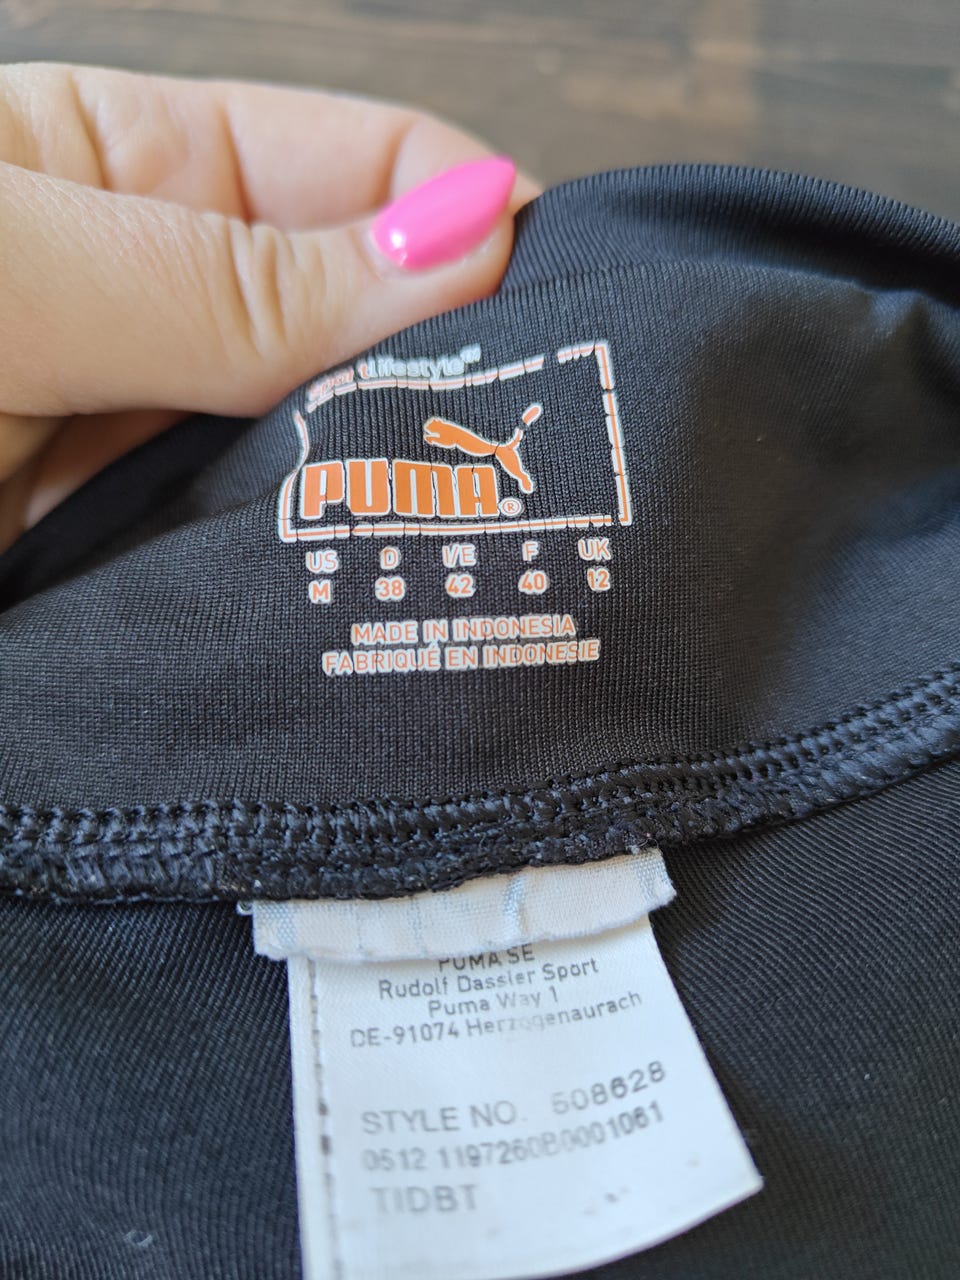 Sport Lifestyle™
PUMA®
US D I/E F UK
M 38 42 40 12
MADE IN INDONESIA
FABRIQUÉ EN INDONESIE
PUMA SE
Rudolf Dassler Sport
Puma Way 1
DE-91074 Herzogenaurach
STYLE NO. 508628
0512 1197260B0001061
TIDBT